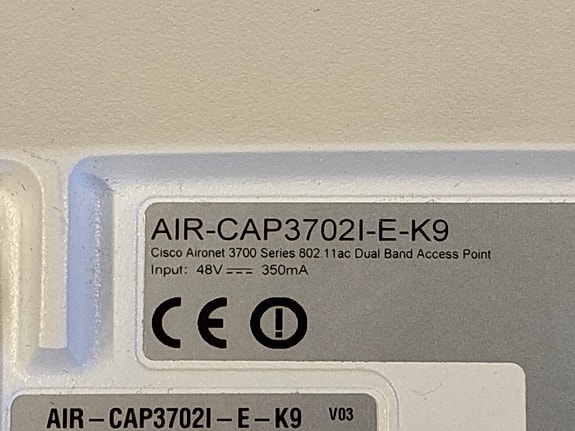 AIR-CAP3702I-E-K9
Cisco Aironet 3700 Series 802.11ac Dual Band Access Point
Input: 48V⎓ 350mA
CE
AIR-CAP3702I-E-K9 V03